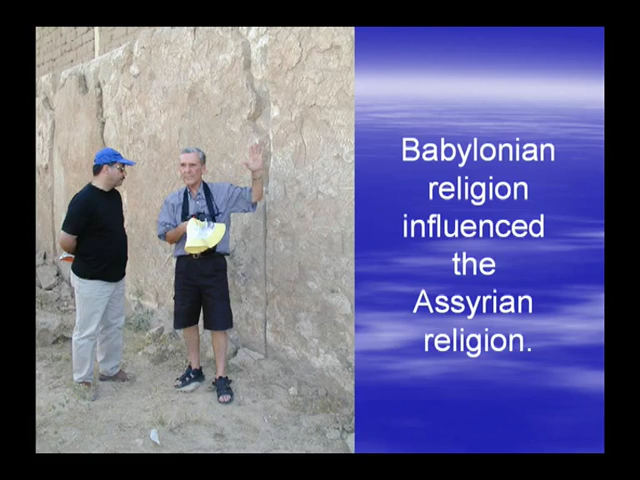 Babylonian
religion
influenced
the
Assyrian
religion.